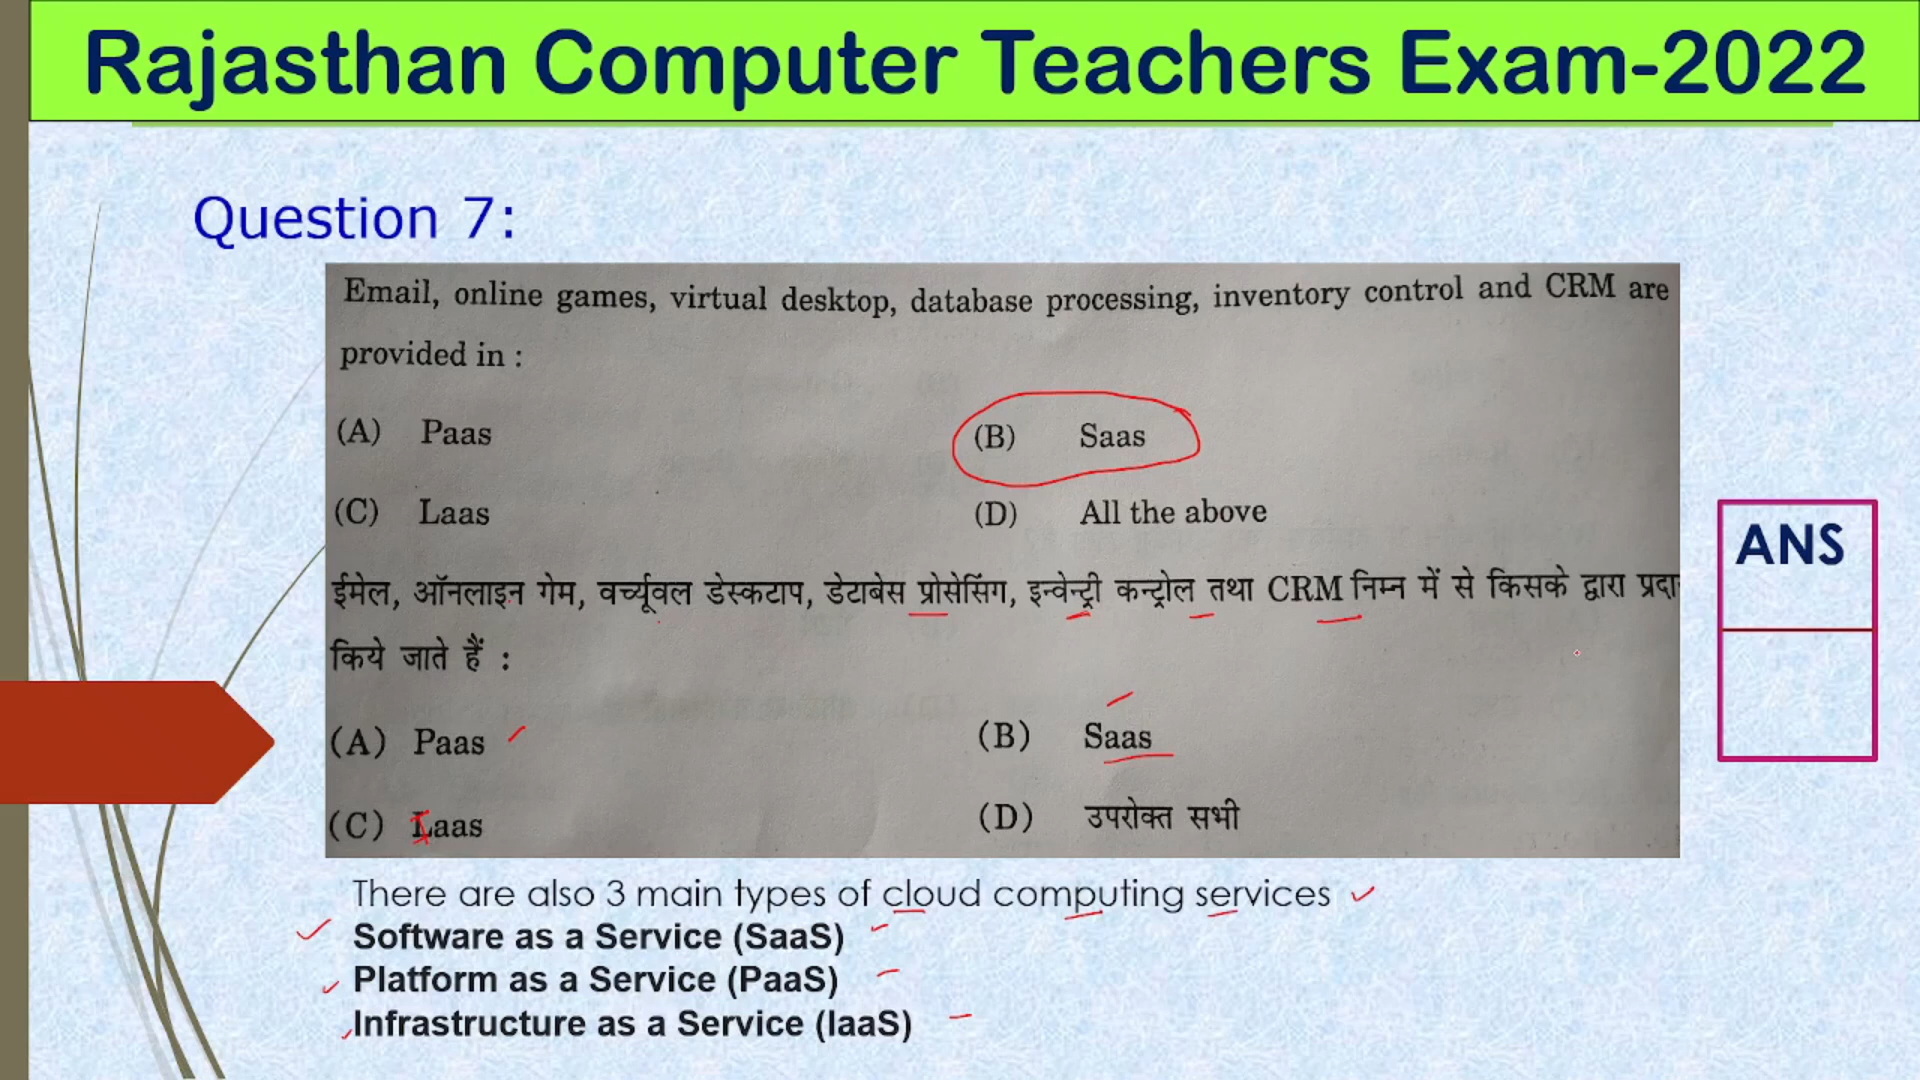 Rajasthan Computer Teachers Exam-2022
Question 7:
Email, online games, virtual desktop, database processing, inventory control and CRM are
provided in :
(A) Paas
(B) Saas
(C) Laas
(D) All the above
ईमेल, ऑनलाइन गेम, वर्च्यूवल डेस्कटाप, डेटाबेस प्रोसेसिंग, इन्वेन्ट्री कन्ट्रोल तथा CRM निम्न में से किसके द्वारा
किये जाते हैं :
(A) Paas
(B) Saas
(C) Laas
(D) उपरोक्त सभी
ANS
There are also 3 main types of cloud computing services
Software as a Service (SaaS)
Platform as a Service (PaaS)
Infrastructure as a Service (IaaS)